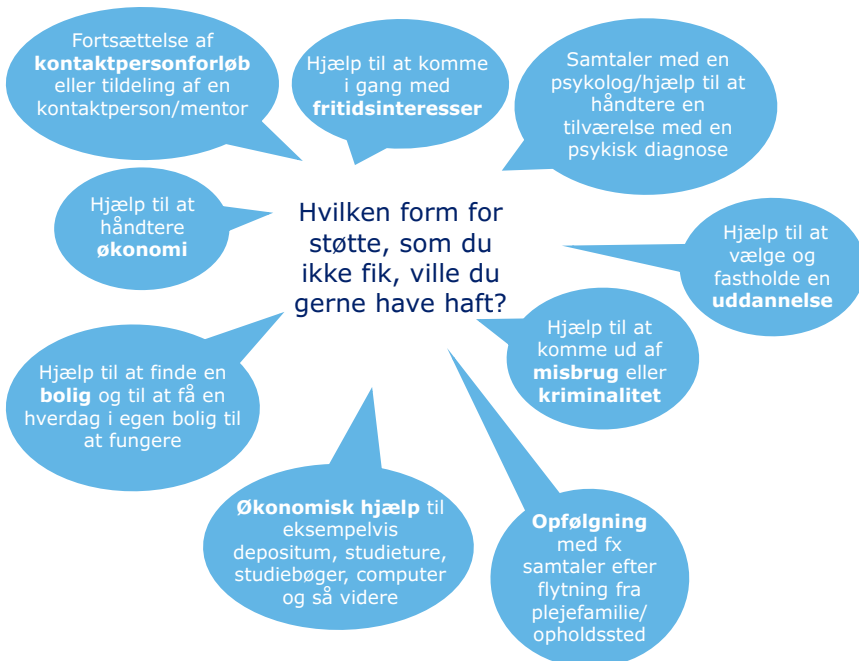 Fortsættelse af
kontaktpersonforløb
eller tildeling af en
kontaktperson/mentor
Hjælp til at komme
i gang med
fritidsinteresser
Samtaler med en
psykolog/hjælp til at
håndtere en
tilværelse med en
psykisk diagnose
Hjælp til at
håndtere
økonomi
Hvilken form for
støtte, som du
ikke fik, ville du
gerne have haft?
Hjælp til at
vælge og
fastholde en
uddannelse
Hjælp til at
komme ud af
misbrug eller
kriminalitet
Hjælp til at finde en
bolig og til at få en
hverdag i egen bolig til
at fungere
Økonomisk hjælp til
eksempelvis
depositum, studieture,
studiebøger, computer
og så videre
Opfølgning
med fx
samtaler efter
flytning fra
plejefamilie/
opholdssted